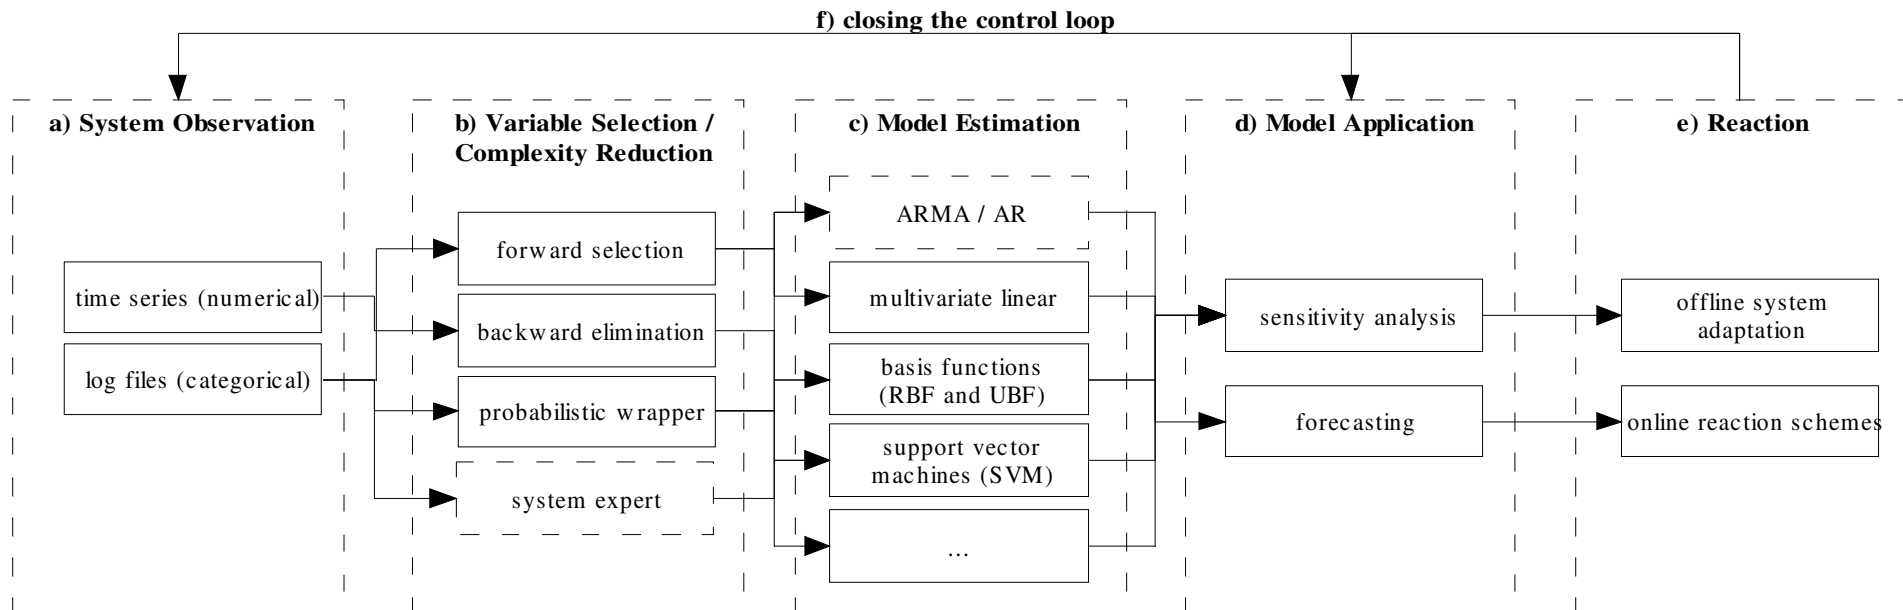 f) closing the control loop
a) System Observation
time series (numerical)
log files (categorical)
b) Variable Selection /
Complexity Reduction
forward selection
backward elimination
probabilistic wrapper
system expert
c) Model Estimation
ARMA / AR
multivariate linear
basis functions
(RBF and UBF)
support vector
machines (SVM)
...
d) Model Application
sensitivity analysis
forecasting
e) Reaction
offline system
adaptation
online reaction schemes